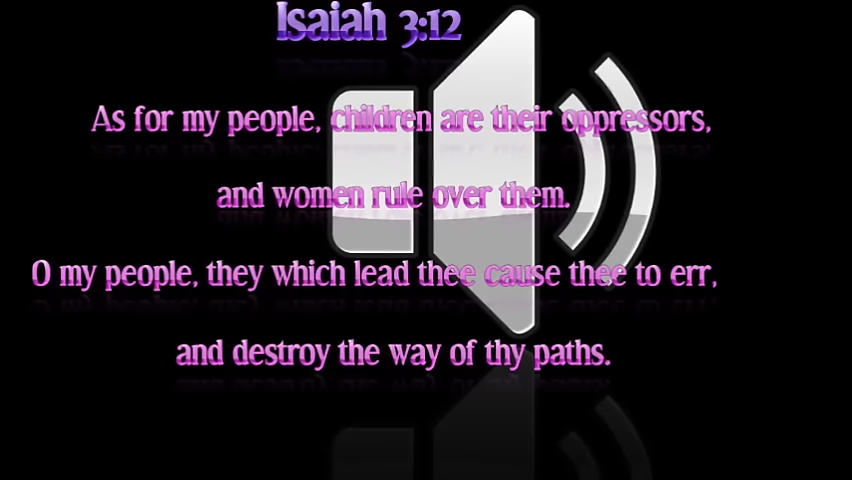 Isaiah 3:12
As for my people, children are their oppressors,
and women rule over them.
O my people, they which lead thee cause thee to err,
and destroy the way of thy paths.